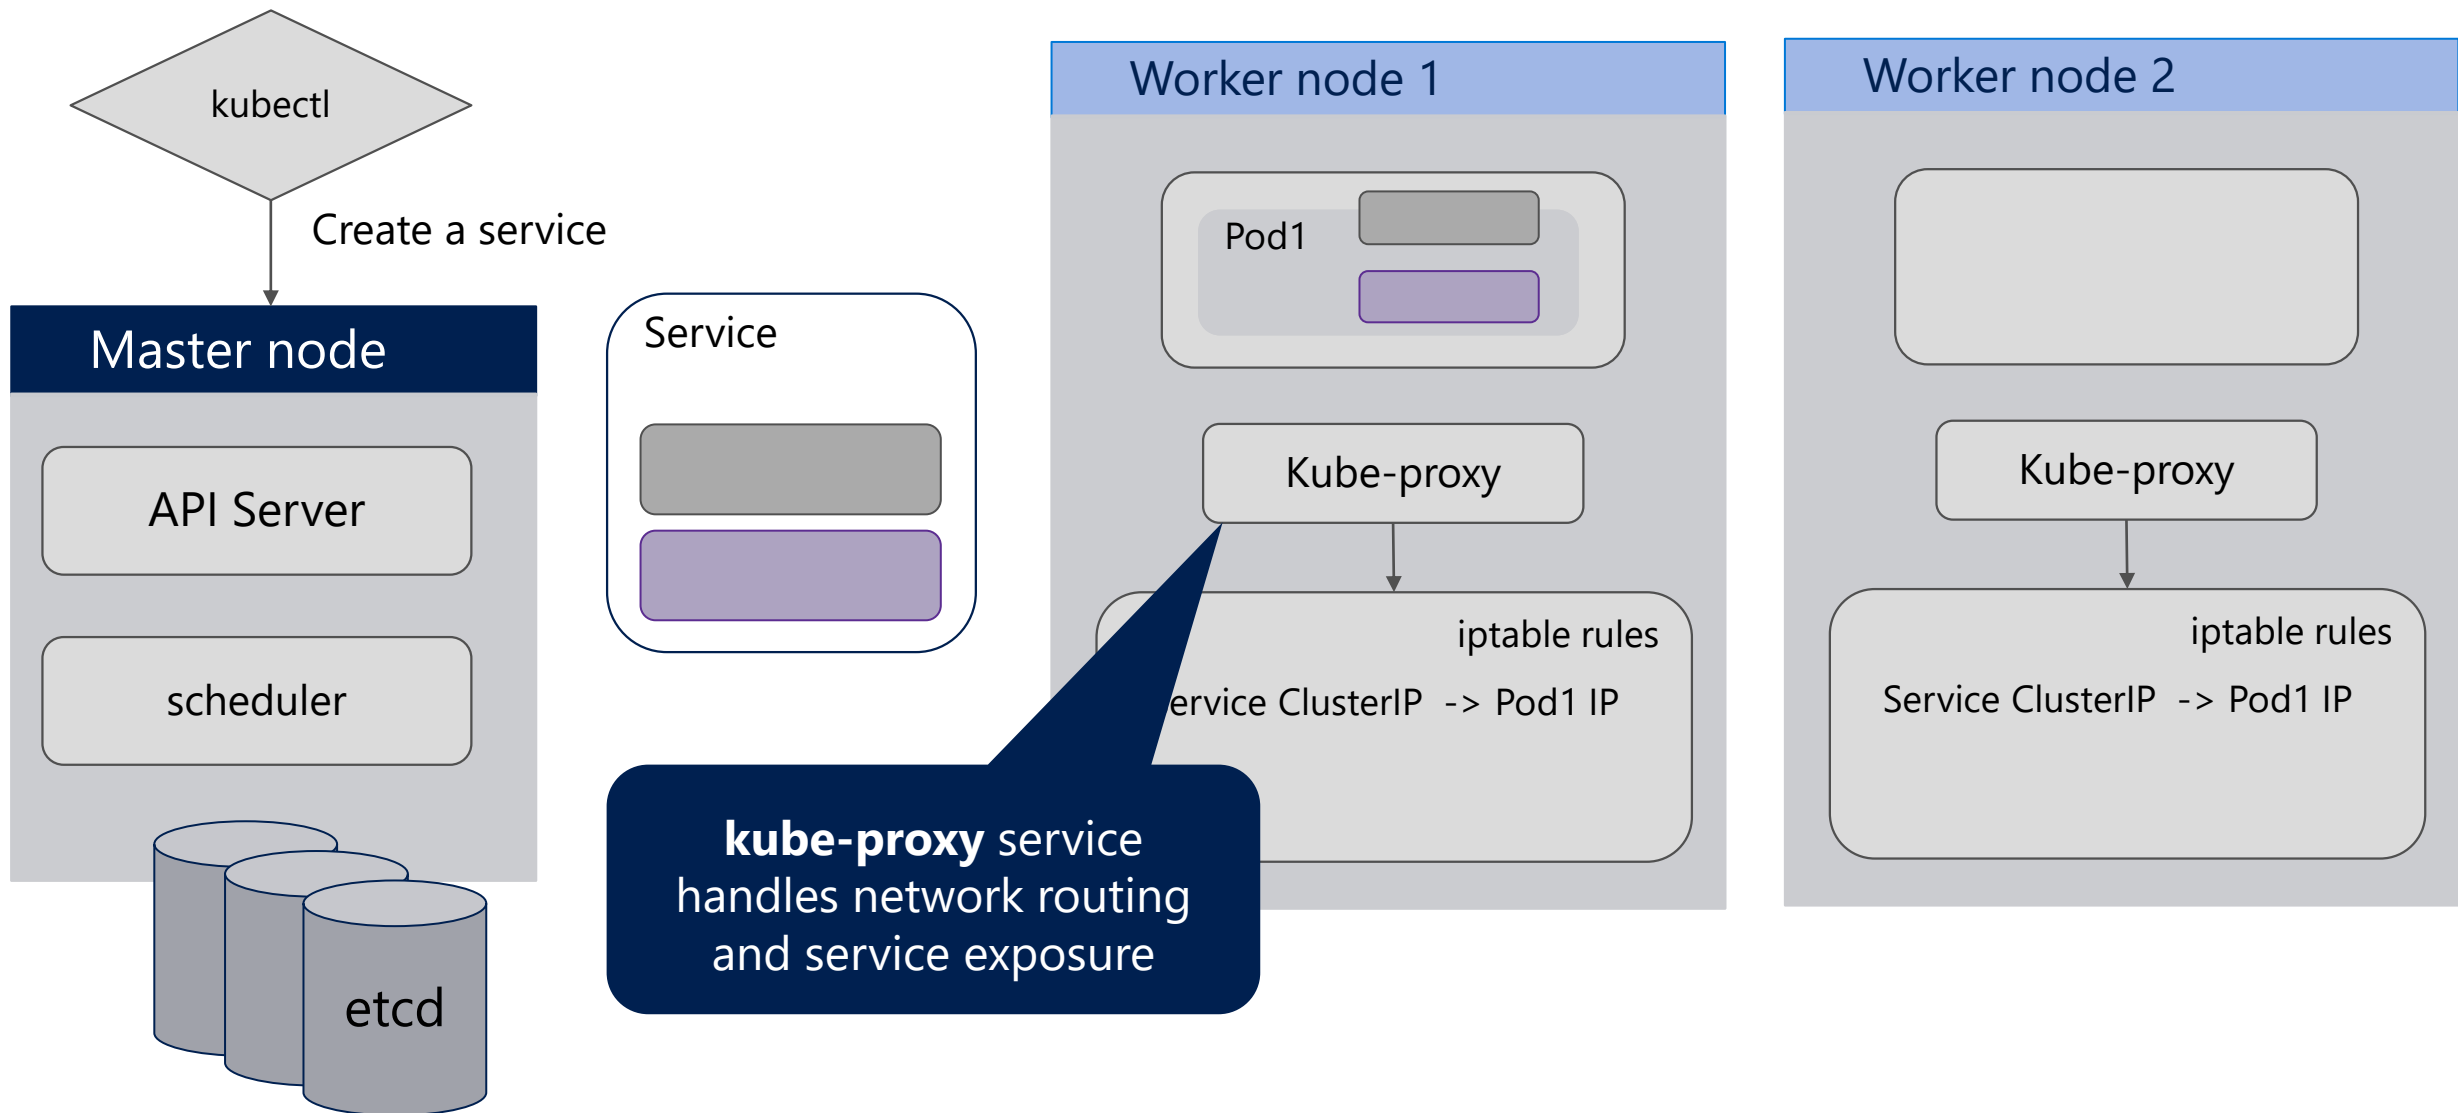 kubectl
Create a service
Master node
API Server
scheduler
etcd
Service
kube-proxy service
handles network routing
and service exposure
Worker node 1
Pod1
Kube-proxy
iptable rules
ervice ClusterIP -> Pod1 IP
Worker node 2
Kube-proxy
iptable rules
Service ClusterIP -> Pod1 IP